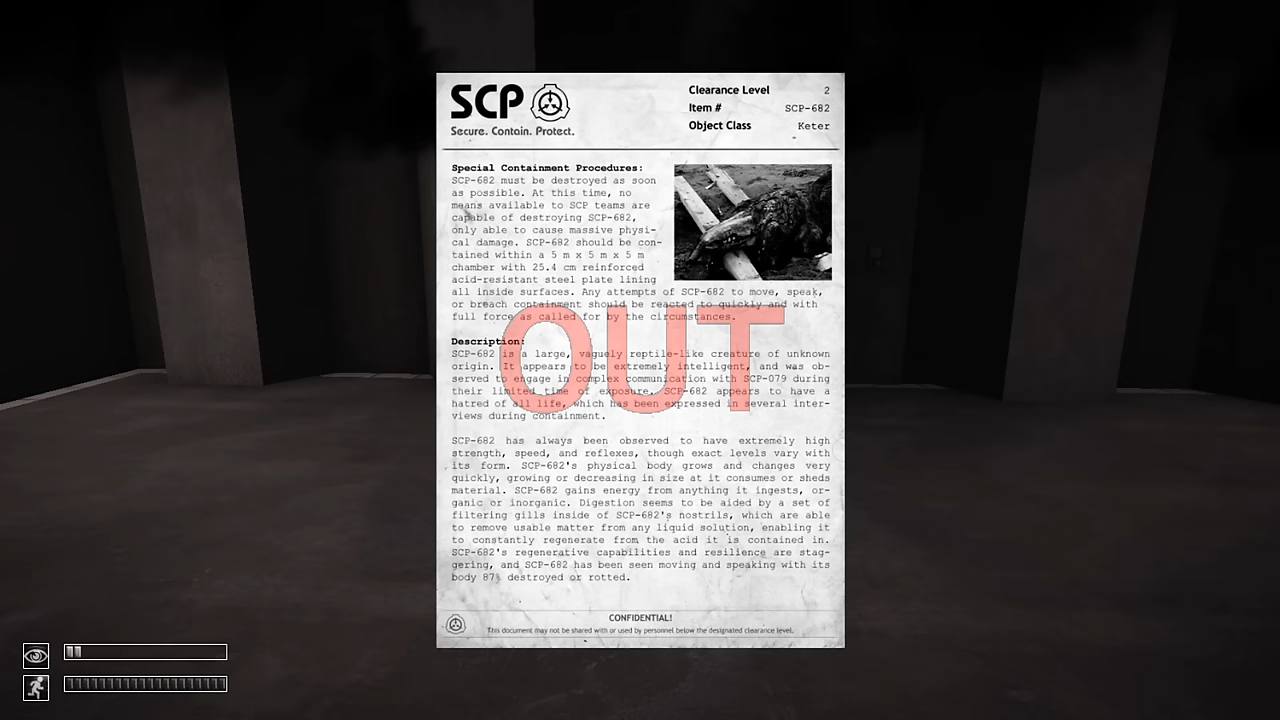 SCP
Secure. Contain. Protect.
Clearance Level 2
Item # SCP-682
Object Class Keter
Special Containment Procedures:
SCP-682 must be destroyed as soon
as possible. At this time, no
means available to SCP teams are
capable of destroying SCP-682,
only able to cause massive physi-
cal damage. SCP-682 should be con-
tained within a 5 m x 5 m x 5 m
chamber with 25.4 cm reinforced
acid-resistant steel plate lining
all inside surfaces. Any attempts of SCP-682 to move, speak,
or breach containment should be reacted to quickly and with
full force as called for by the circumstances.
OUT
Description:
SCP-682 is a large, vaguely reptile-like creature of unknown
origin. It appears to be extremely intelligent, and was ob-
served to engage in complex communication with SCP-079 during
their limited time of exposure. SCP-682 appears to have a
hatred of all life, which has been expressed in several inter-
views during containment.
SCP-682 has always been observed to have extremely high
strength, speed, and reflexes, though exact levels vary with
its form. SCP-682's physical body grows and changes very
quickly, growing or decreasing in size at it consumes or sheds
material. SCP-682 gains energy from anything it ingests, or-
ganic or inorganic. Digestion seems to be aided by a set of
filtering gills inside of SCP-682's nostrils, which are able
to remove usable matter from any liquid solution, enabling it
to constantly regenerate from the acid it is contained in.
SCP-682's regenerative capabilities and resilience are stag-
gering, and SCP-682 has been seen moving and speaking with its
body 87% destroyed or rotted.
CONFIDENTIAL!
This document may not be shared with or used by personnel below the designated clearance level.